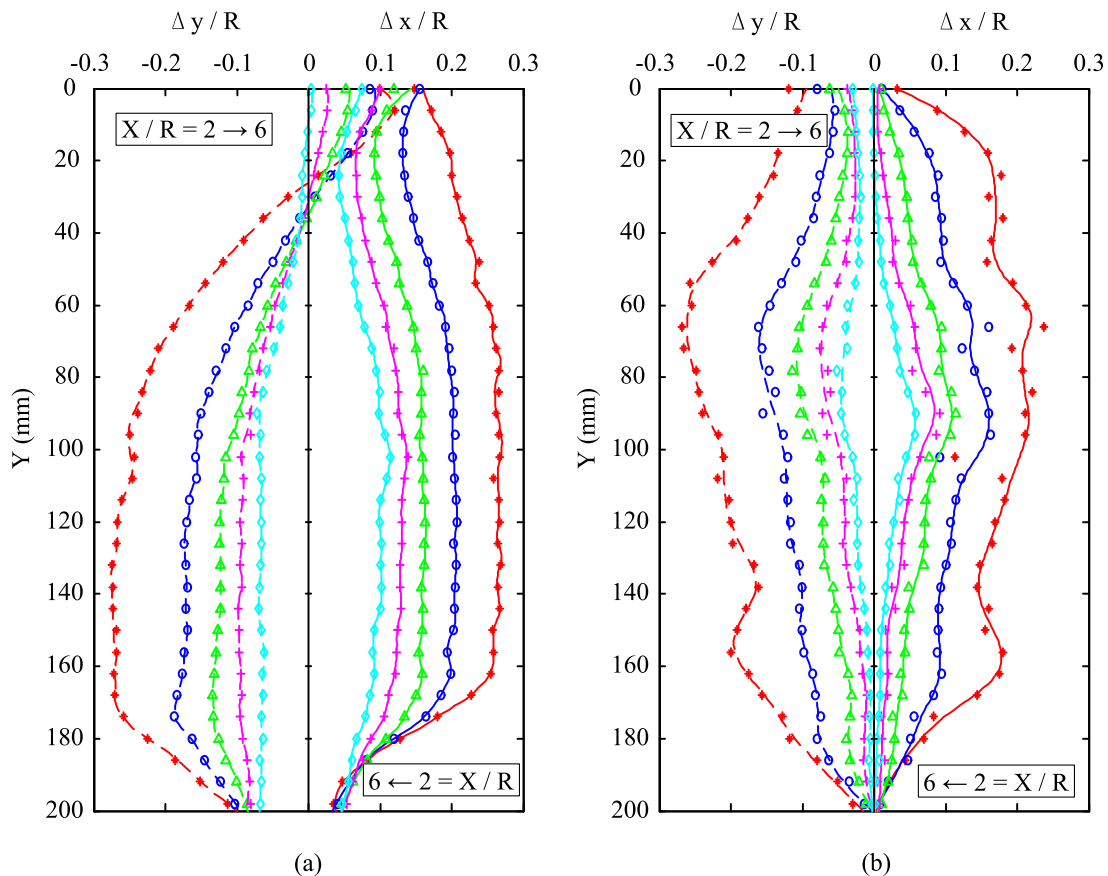 Δ y / R Δ x / R Δ y / R Δ x / R
-0.3 -0.2 -0.1 0 0.1 0.2 0.3 -0.3 -0.2 -0.1 0 0.1 0.2 0.3
0 0
X / R = 2 → 6 X / R = 2 → 6
20 20
40 40
60 60
80 80
Y (mm) Y (mm)
100 100
120 120
140 140
160 160
180 180
6 ← 2 = X / R 6 ← 2 = X / R
200 200
(a) (b)